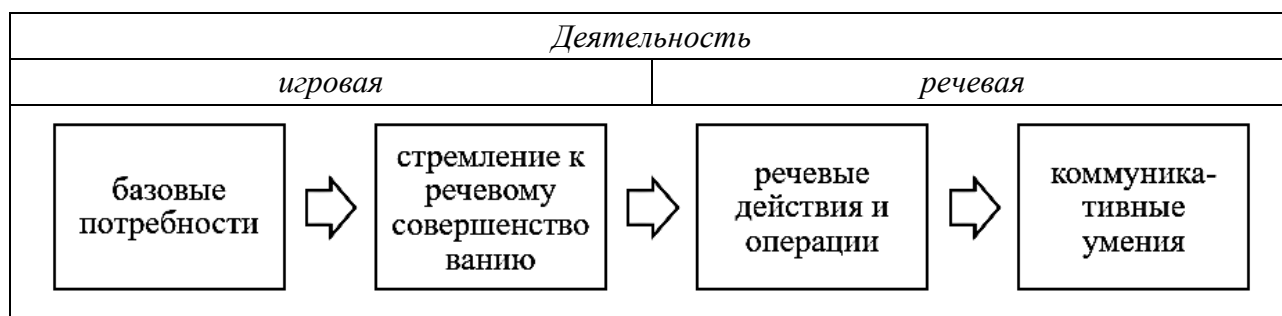 Деятельность
игровая
речевая
базовые
потребности
стремление к
речевому
совершенство
ванию
речевые
действия и
операции
коммуника-
тивные
умения